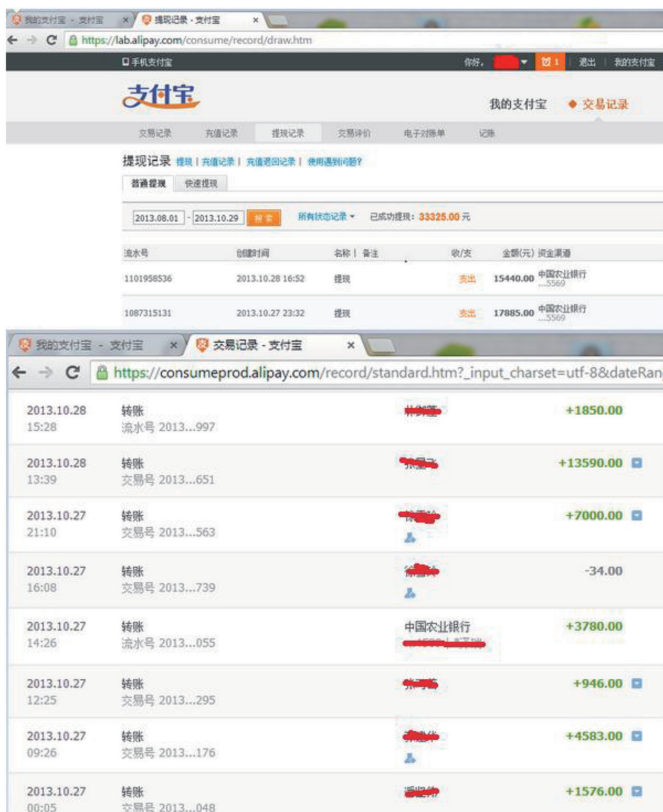 我的支付宝 - 支付宝 × 提现记录 - 支付宝 ×
https://lab.alipay.com/consume/record/draw.htm
手机支付宝 你好, 1 退出 | 我的支付宝
支付宝 我的支付宝 交易记录
交易记录 充值记录 提现记录 交易评价 电子对账单 记账
提现记录 提现 | 充值记录 | 充值退回记录 | 使用遇到问题?
普通提现 快速提现
2013.08.01 - 2013.10.29 搜索 所有状态记录 已成功提现: 33325.00 元
流水号 创建时间 名称 | 备注 收/支 金额(元) 资金渠道
1101958536 2013.10.28 16:52 提现 支出 15440.00 中国农业银行
...5569
1087315131 2013.10.27 23:32 提现 支出 17885.00 中国农业银行
...5569
我的支付宝 - 支付宝 × 交易记录 - 支付宝 ×
https://consumeprod.alipay.com/record/standard.htm?_input_charset=utf-8&dateRan
2013.10.28 转账 +1850.00
15:28 流水号 2013...997
2013.10.28 转账 +13590.00
13:39 交易号 2013...651
2013.10.27 转账 +7000.00
21:10 交易号 2013...563
2013.10.27 转账 -34.00
16:08 交易号 2013...739
2013.10.27 转账 中国农业银行 +3780.00
14:26 流水号 2013...055
2013.10.27 转账 +946.00
12:25 交易号 2013...295
2013.10.27 转账 +4583.00
09:26 交易号 2013...176
2013.10.27 转账 +1576.00
00:05 交易号 2013...048